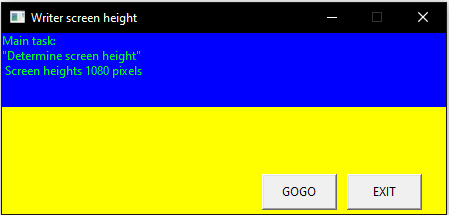 Writer screen height
Main task:
"Determine screen height"
Screen heights 1080 pixels
GOGO
EXIT